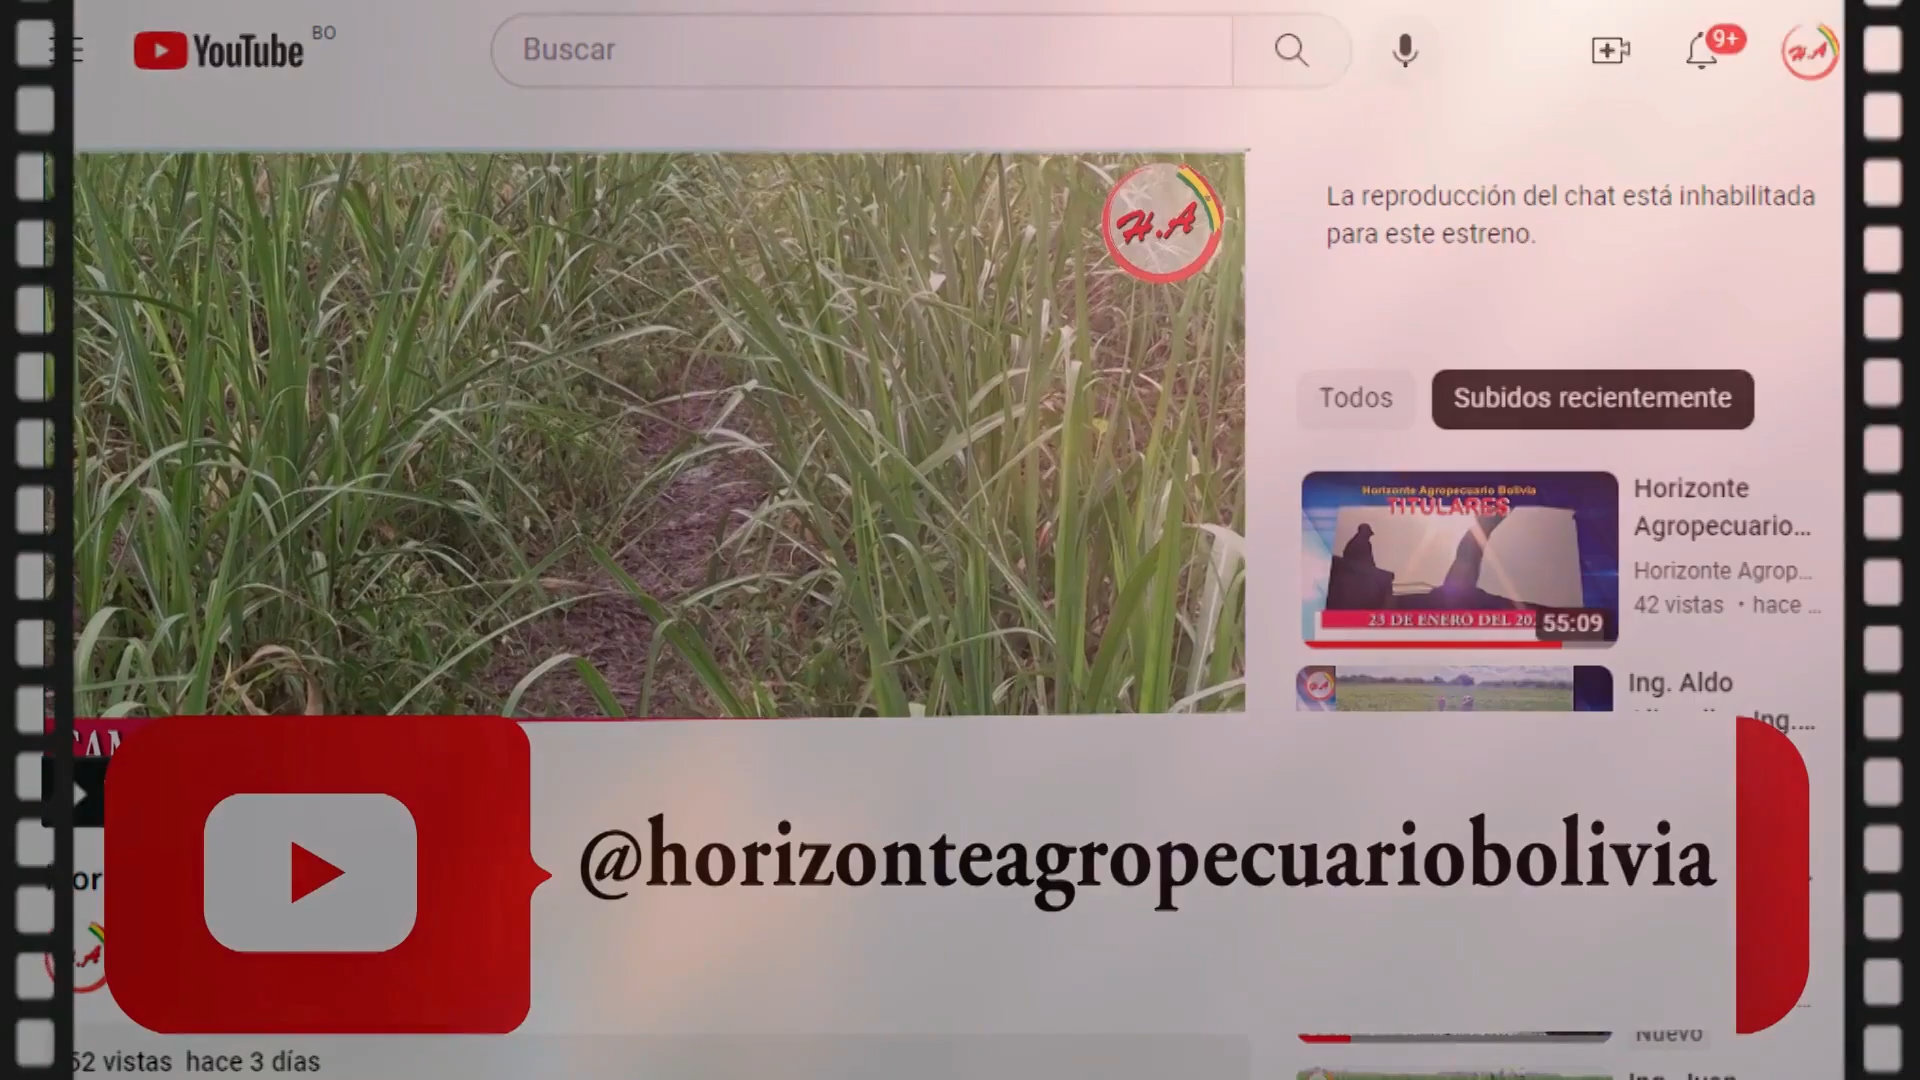 YouTube BO
Buscar
9+
H.A
H.A
La reproducción del chat está inhabilitada
para este estreno.
Todos
Subidos recientemente
Horizonte Agropecuario Bolivia
TITULARES
23 DE ENERO DEL 20
55:09
Horizonte
Agropecuario...
Horizonte Agrop...
42 vistas • hace ...
Ing. Aldo
Ing....
@horizonteagropecuariobolivia
52 vistas hace 3 días
Nuevo